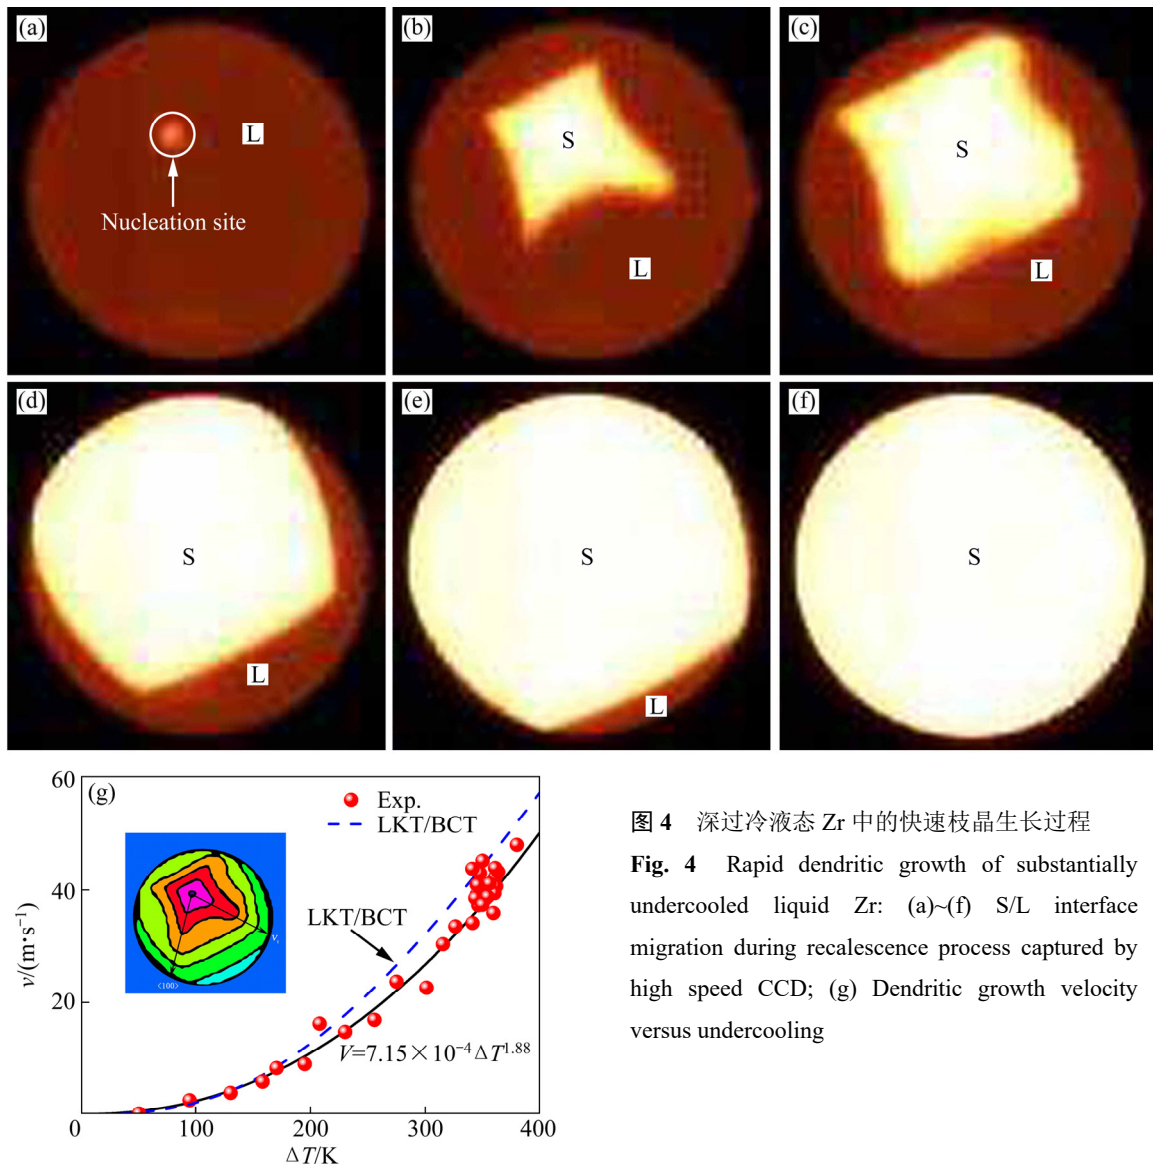 (a)
L
Nucleation site
(b)
S
L
(c)
S
L
(d)
S
L
(e)
S
L
(f)
S
(g)
60
40
20
0
0
100
200
300
400
v/(m·s⁻¹)
ΔT/K
Exp.
LKT/BCT
LKT/BCT
V=7.15×10⁻⁴ΔT¹·⁸⁸
<100>
图 4 深过冷液态 Zr 中的快速枝晶生长过程
Fig. 4 Rapid dendritic growth of substantially
undercooled liquid Zr: (a)~(f) S/L interface
migration during recalescence process captured by
high speed CCD; (g) Dendritic growth velocity
versus undercooling